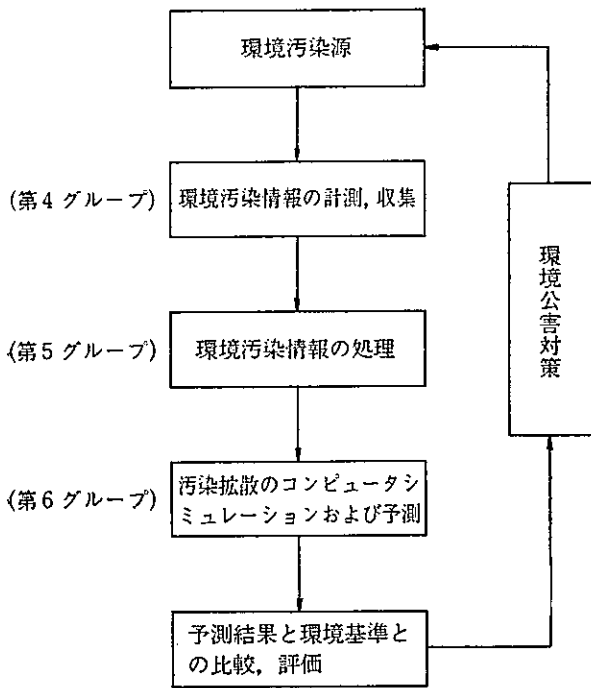 環境汚染源
(第4グループ)
環境汚染情報の計測,収集
(第5グループ)
環境汚染情報の処理
(第6グループ)
汚染拡散のコンピュータシ
ミュレーションおよび予測
予測結果と環境基準と
の比較,評価
環境公害対策